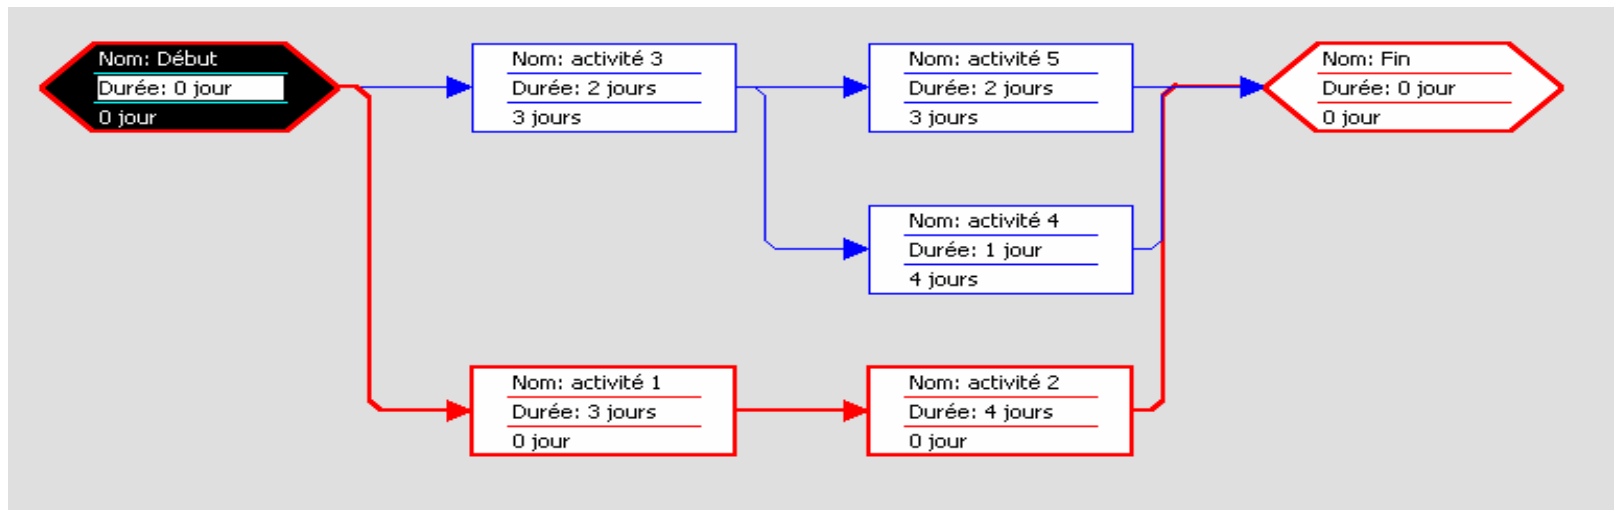 Nom: Début
Durée: 0 jour
0 jour
Nom: activité 3
Durée: 2 jours
3 jours
Nom: activité 5
Durée: 2 jours
3 jours
Nom: Fin
Durée: 0 jour
0 jour
Nom: activité 4
Durée: 1 jour
4 jours
Nom: activité 1
Durée: 3 jours
0 jour
Nom: activité 2
Durée: 4 jours
0 jour